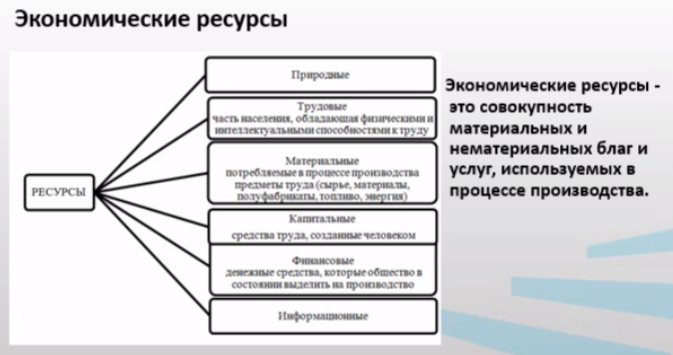 Экономические ресурсы
РЕСУРСЫ
Природные
Трудовые
часть населения, обладающая физическими и
интеллектуальными способностями к труду
Материальные
потребляемые в процессе производства
предметы труда (сырье, материалы,
полуфабрикаты, топливо, энергия)
Капитальные
средства труда, созданные человеком
Финансовые
денежные средства, которые общество в
состоянии выделить на производство
Информационные
Экономические ресурсы -
это совокупность
материальных и
нематериальных благ и
услуг, используемых в
процессе производства.